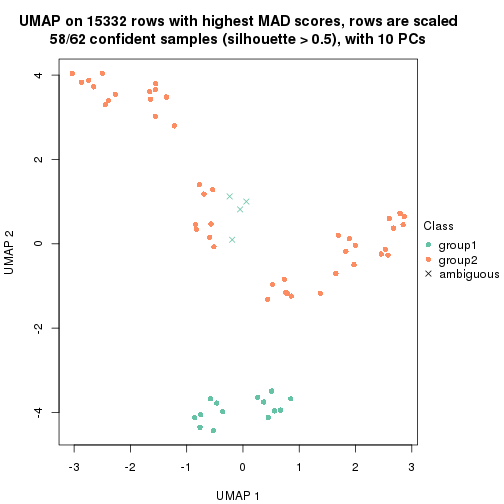 UMAP on 15332 rows with highest MAD scores, rows are scaled
58/62 confident samples (silhouette > 0.5), with 10 PCs
4
2
0
-2
-4
UMAP 2
-3 -2 -1 0 1 2 3
UMAP 1
Class
group1
group2
ambiguous